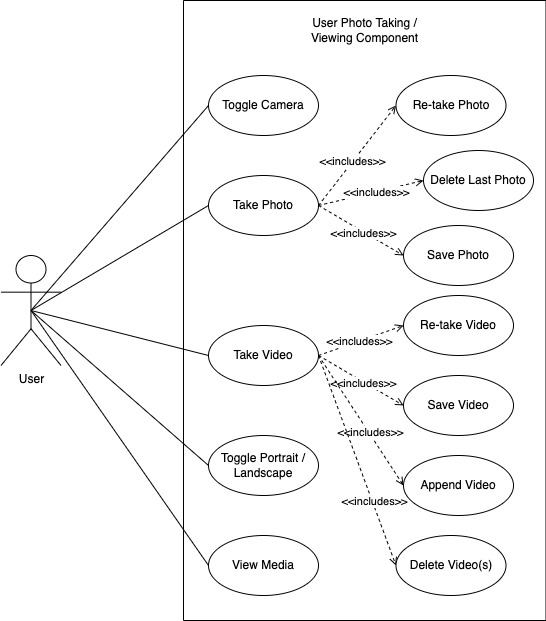 User Photo Taking /
Viewing Component
Toggle Camera
Re-take Photo
<<includes>>
Delete Last Photo
<<includes>>
Take Photo
<<includes>>
Save Photo
User
Re-take Video
<<includes>>
Take Video
<<includes>>
Save Video
<<includes>>
Toggle Portrait /
Landscape
Append Video
<<includes>>
View Media
Delete Video(s)